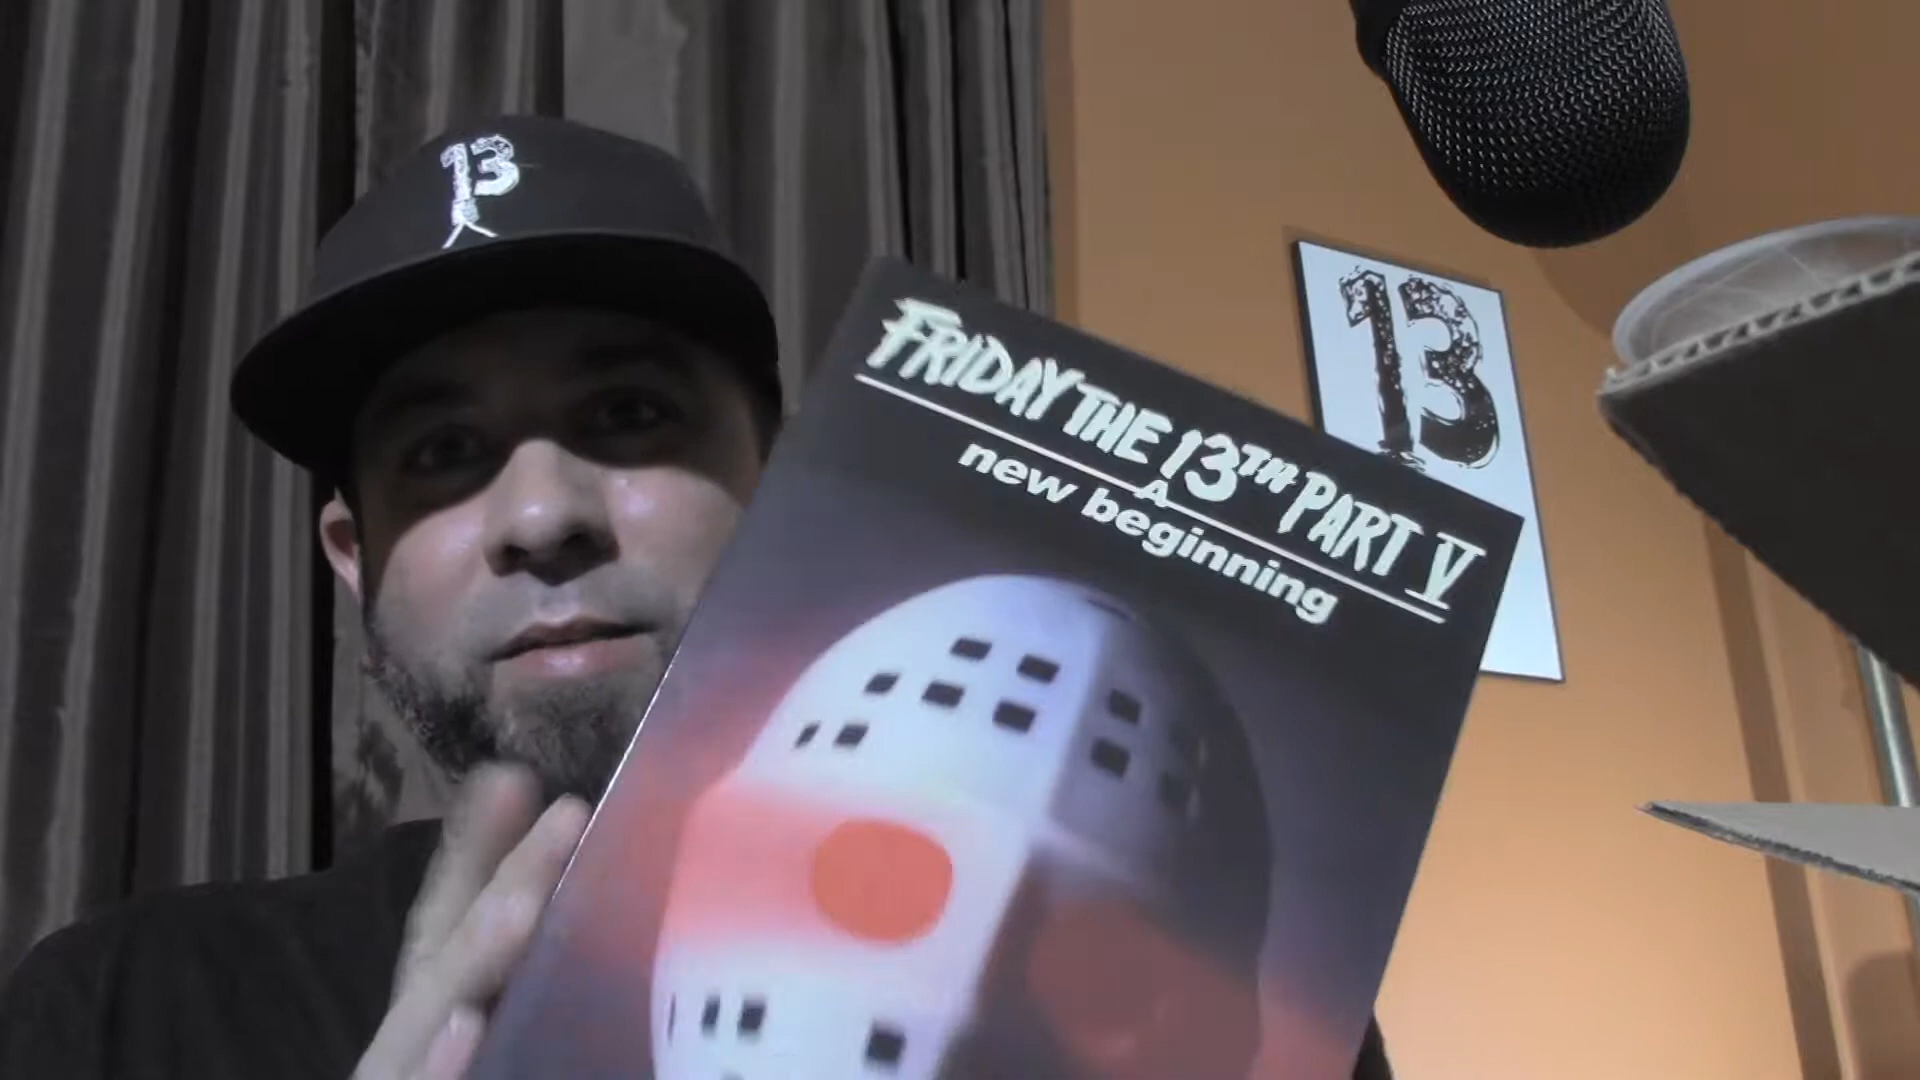 13
13
FRIDAY THE 13TH PART V
A
new beginning